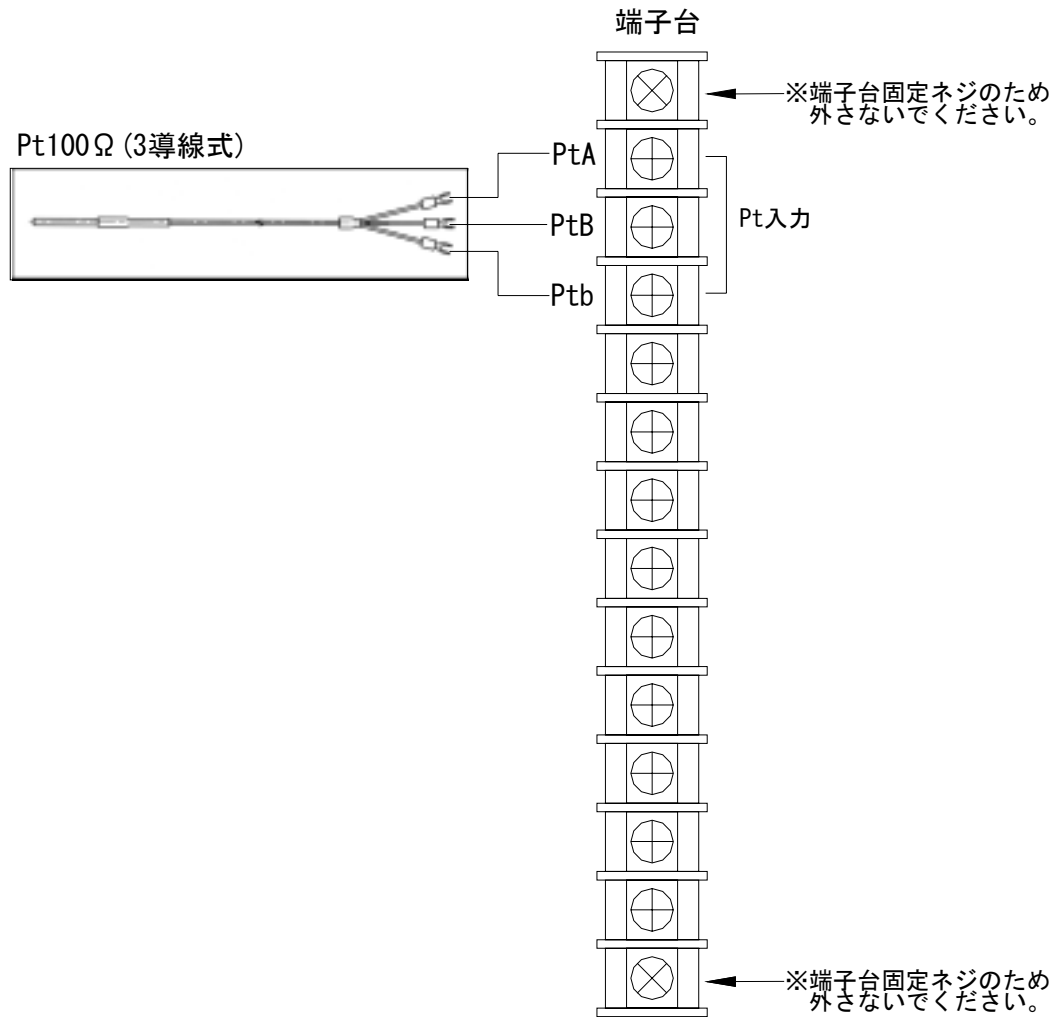 端子台
※端子台固定ネジのため
外さないでください。
Pt100Ω(3導線式)
PtA
PtB
Ptb
Pt入力
※端子台固定ネジのため
外さないでください。